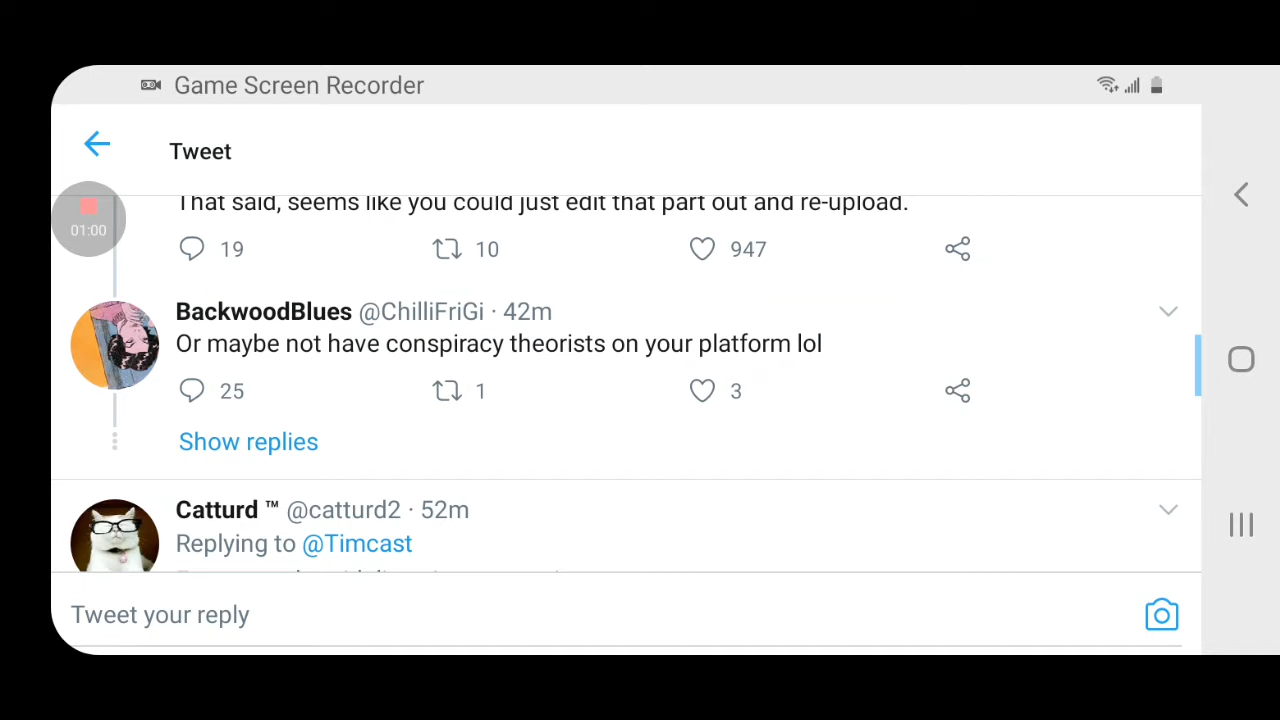 Game Screen Recorder
Tweet
01:00
That said, seems like you could just edit that part out and re-upload.
19 10 947
BackwoodBlues @ChilliFriGi · 42m
Or maybe not have conspiracy theorists on your platform lol
25 1 3
Show replies
Catturd ™ @catturd2 · 52m
Replying to @Timcast
Tweet your reply